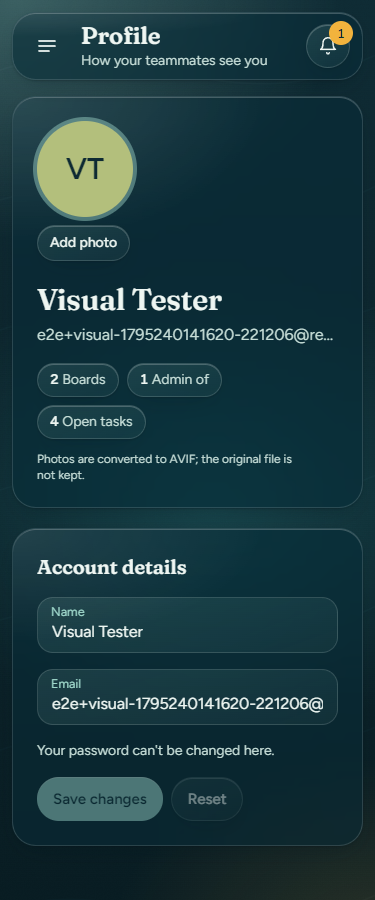 Profile
How your teammates see you
1
VT
Add photo
Visual Tester
e2e+visual-1795240141620-221206@re...
2 Boards
1 Admin of
4 Open tasks
Photos are converted to AVIF; the original file is
not kept.
Account details
Name
Visual Tester
Email
e2e+visual-1795240141620-221206@
Your password can't be changed here.
Save changes
Reset